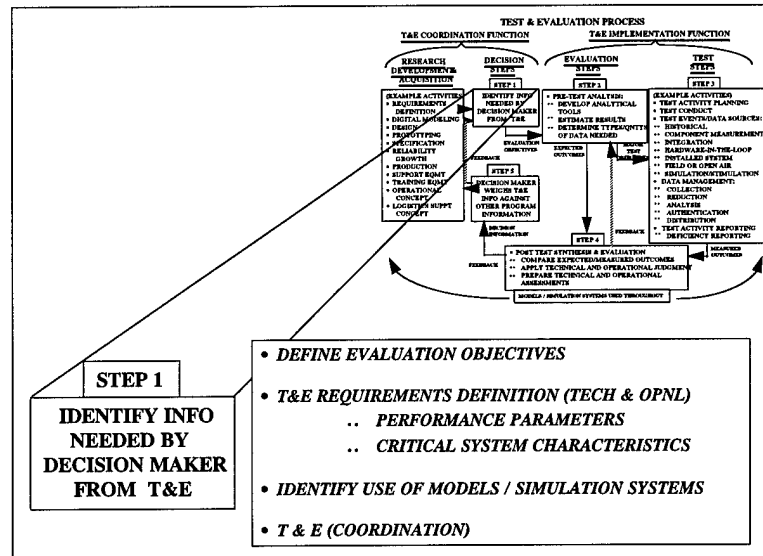 TEST & EVALUATION PROCESS
T&E COORDINATION FUNCTION
T&E IMPLEMENTATION FUNCTION
RESEARCH
DEVELOPMENT&
ACQUISITION
(EXAMPLE ACTIVITIES)
• REQUIREMENTS
DEFINITION
• DIGITAL MODELING
• DESIGN
• PROTOTYPING
• SPECIFICATION
• RELIABILITY
GROWTH
• PRODUCTION
• SUPPORT EQMT
• TRAINING EQMT
• OPERATIONAL
CONCEPT
• LOGISTICS SUPPT
CONCEPT
DECISION
STEPS
STEP 1
IDENTIFY INFO
NEEDED BY
DECISION MAKER
FROM T&E
EVALUATION
OBJECTIVES
FEEDBACK
STEP 5
DECISION MAKER
WEIGHS T&E
INFO AGAINST
OTHER PROGRAM
INFORMATION
DECISION
INFORMATION
FEEDBACK
EVALUATION
STEPS
STEP 2
• PRE-TEST ANALYSIS:
** DEVELOP ANALYTICAL
TOOLS
** ESTIMATE RESULTS
** DETERMINE TYPES/QNTY
OF DATA NEEDED
EXPECTED
OUTCOMES
MAJOR
TEST
FEEDBACK
TEST
STEPS
STEP 3
(EXAMPLE ACTIVITIES)
• TEST ACTIVITY PLANNING
• TEST CONDUCT
• TEST EVENTS/DATA SOURCES:
** HISTORICAL
** COMPONENT MEASUREMENT
** INTEGRATION
** HARDWARE-IN-THE-LOOP
** INSTALLED SYSTEM
** FIELD OR OPEN AIR
** SIMULATION/STIMULATION
• DATA MANAGEMENT:
** COLLECTION
** REDUCTION
** ANALYSIS
** AUTHENTICATION
** DISTRIBUTION
• TEST ACTIVITY REPORTING
** DEFICIENCY REPORTING
MEASURED
OUTCOMES
STEP 4
• POST TEST SYNTHESIS & EVALUATION
** COMPARE EXPECTED/MEASURED OUTCOMES
** APPLY TECHNICAL AND OPERATIONAL JUDGMENT
** PREPARE TECHNICAL AND OPERATIONAL
ASSESSMENTS
MODELS / SIMULATION SYSTEMS USED THROUGHOUT
STEP 1
IDENTIFY INFO
NEEDED BY
DECISION MAKER
FROM T&E
• DEFINE EVALUATION OBJECTIVES
• T&E REQUIREMENTS DEFINITION (TECH & OPNL)
.. PERFORMANCE PARAMETERS
.. CRITICAL SYSTEM CHARACTERISTICS
• IDENTIFY USE OF MODELS / SIMULATION SYSTEMS
• T & E (COORDINATION)